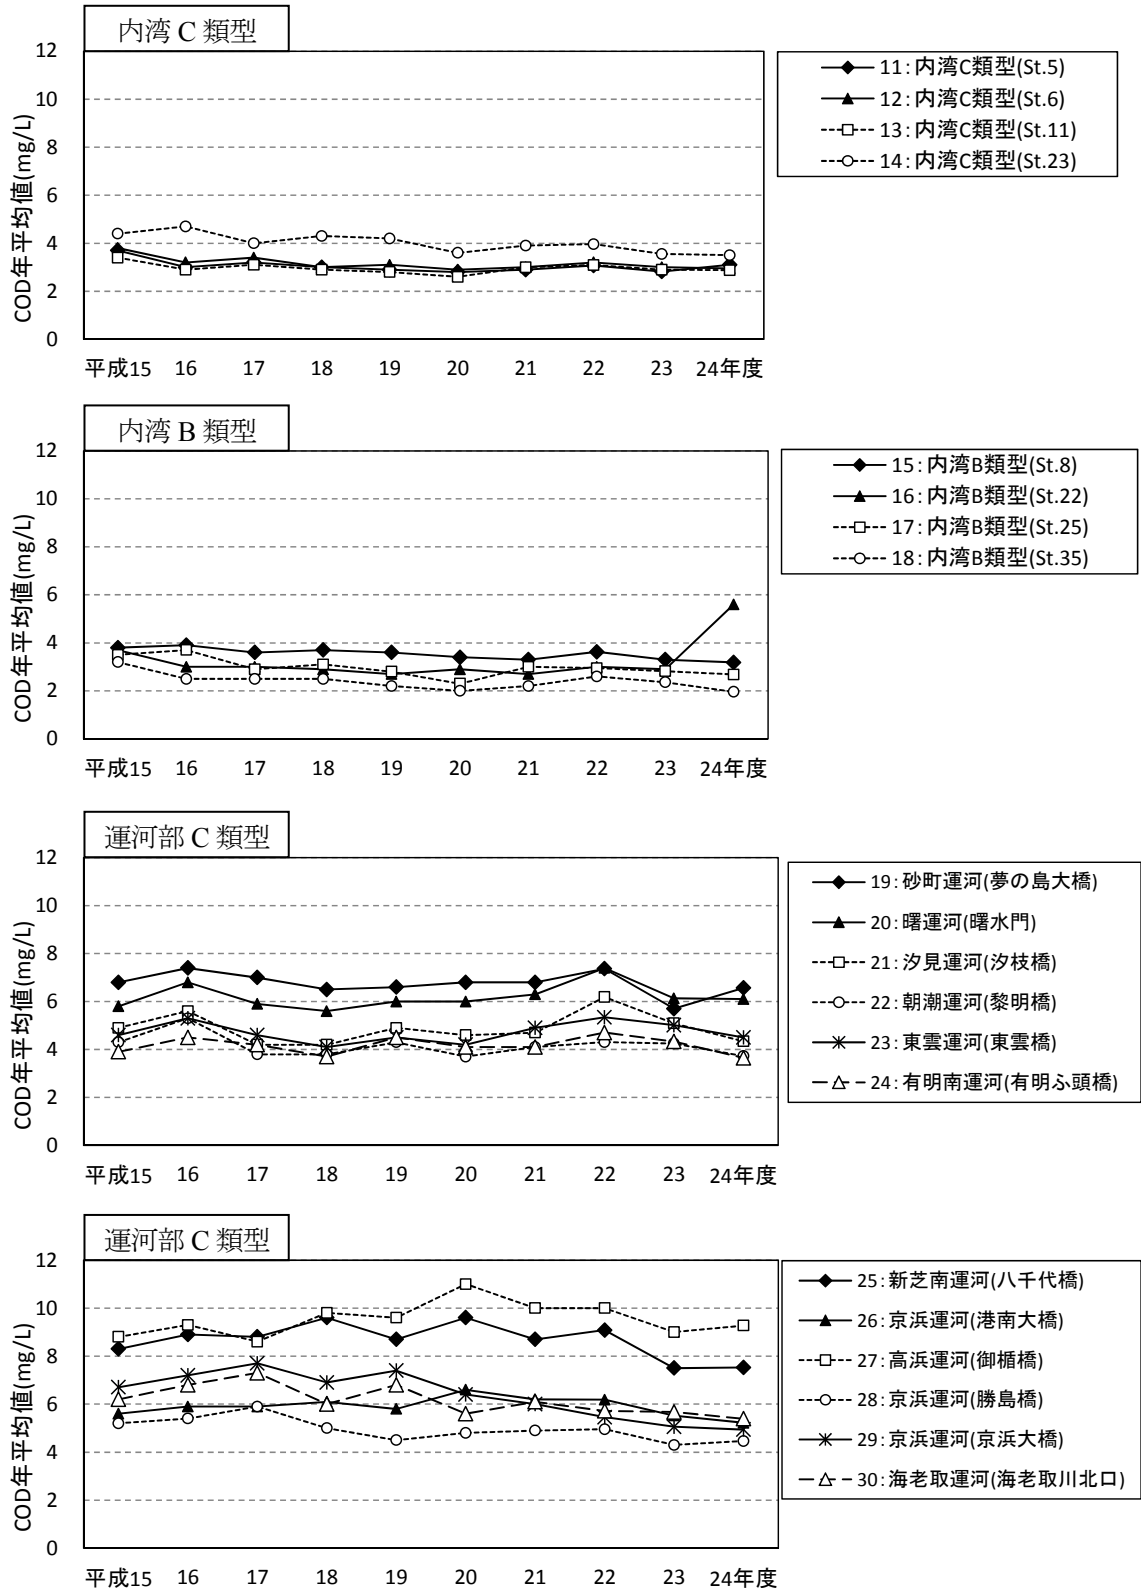 内湾 C 類型
COD年平均値(mg/L)
12
10
8
6
4
2
0
平成15 16 17 18 19 20 21 22 23 24年度
11：内湾C類型(St.5)
12：内湾C類型(St.6)
13：内湾C類型(St.11)
14：内湾C類型(St.23)
内湾 B 類型
COD年平均値(mg/L)
12
10
8
6
4
2
0
平成15 16 17 18 19 20 21 22 23 24年度
15：内湾B類型(St.8)
16：内湾B類型(St.22)
17：内湾B類型(St.25)
18：内湾B類型(St.35)
運河部 C 類型
COD年平均値(mg/L)
12
10
8
6
4
2
0
平成15 16 17 18 19 20 21 22 23 24年度
19：砂町運河(夢の島大橋)
20：曙運河(曙水門)
21：汐見運河(汐枝橋)
22：朝潮運河(黎明橋)
23：東雲運河(東雲橋)
24：有明南運河(有明ふ頭橋)
運河部 C 類型
COD年平均値(mg/L)
12
10
8
6
4
2
0
平成15 16 17 18 19 20 21 22 23 24年度
25：新芝南運河(八千代橋)
26：京浜運河(港南大橋)
27：高浜運河(御楯橋)
28：京浜運河(勝島橋)
29：京浜運河(京浜大橋)
30：海老取運河(海老取川北口)